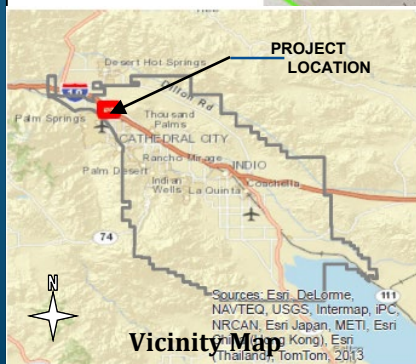 PROJECT
LOCATION
Desert Hot Springs
Dillon Rd
10
Palm Springs
Thousand
Palms
CATHEDRAL CITY
Rancho Mirage
INDIO
Palm Desert
Indian
Wells
La Quinta
Coachella
74
N
111
Sources: Esri, DeLorme,
NAVTEQ, USGS, Intermap, iPC,
NRCAN, Esri Japan, METI, Esri
(Hong Kong), Esri
(Thailand), TomTom, 2013
Vicinity Map